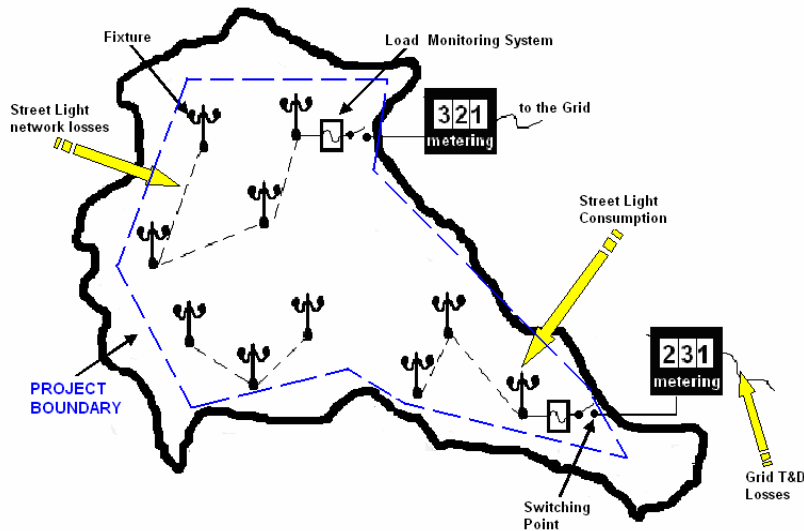 Fixture
Load Monitoring System
Street Light
network losses
321
metering
to the Grid
Street Light
Consumption
231
metering
PROJECT
BOUNDARY
Switching
Point
Grid T&D
Losses